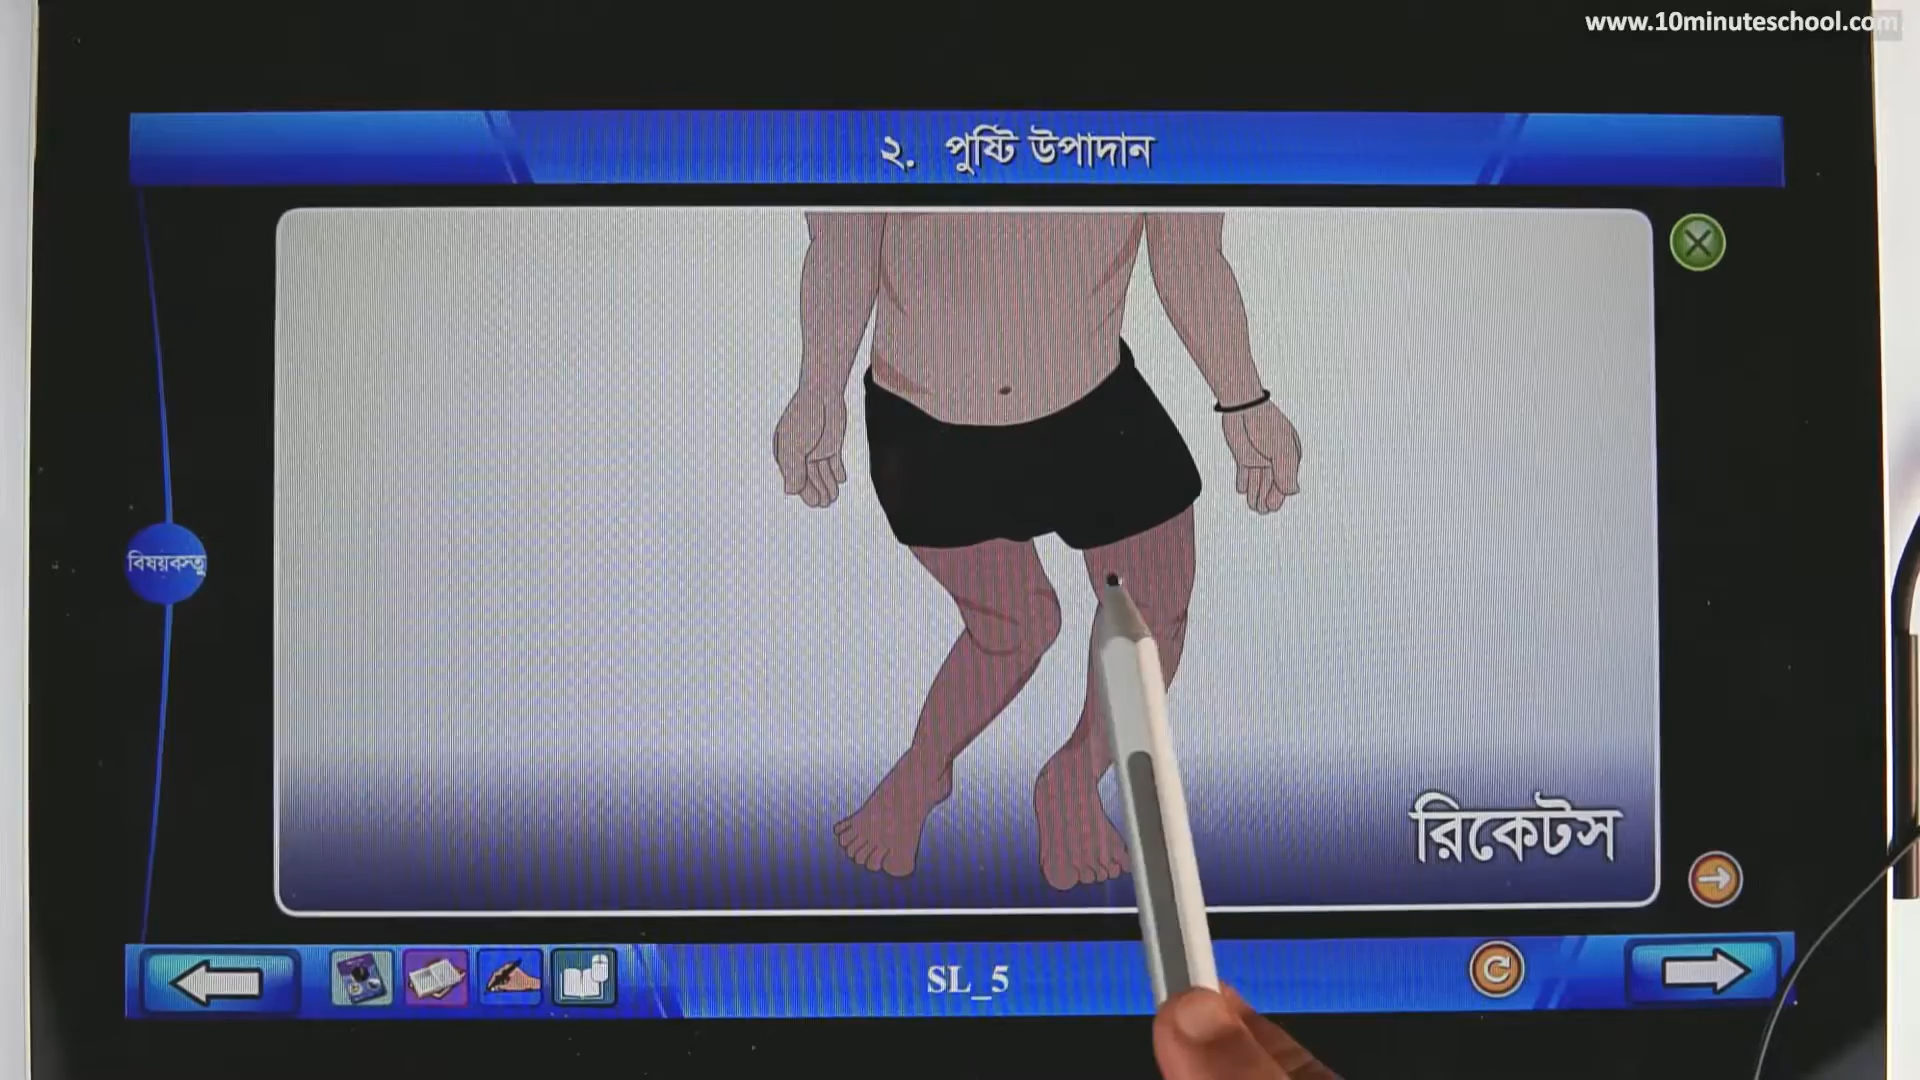 www.10minuteschool.com
২. পুষ্টি উপাদান
বিষয়বস্তু
রিকেটস
SL_5